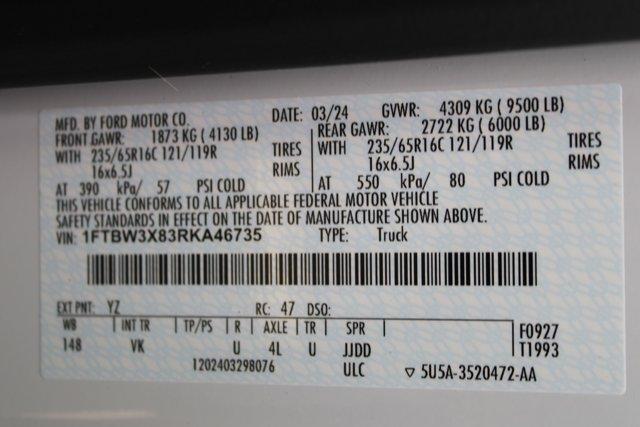 MFD. BY FORD MOTOR CO. DATE: 03/24 GVWR: 4309 KG ( 9500 LB)
FRONT GAWR: 1873 KG ( 4130 LB) REAR GAWR: 2722 KG ( 6000 LB)
WITH 235/65R16C 121/119R TIRES WITH 235/65R16C 121/119R TIRES
16x6.5J RIMS 16x6.5J RIMS
AT 390 kPa/ 57 PSI COLD AT 550 kPa/ 80 PSI COLD
THIS VEHICLE CONFORMS TO ALL APPLICABLE FEDERAL MOTOR VEHICLE
SAFETY STANDARDS IN EFFECT ON THE DATE OF MANUFACTURE SHOWN ABOVE.
VIN: 1FTBW3X83RKA46735 TYPE: Truck
EXT PNT: YZ RC: 47 DSO:
WB INT TR TP/PS R AXLE TR SPR F0927
148 VK U 4L U JJDD T1993
1202403298076 ULC ▽ 5U5A-3520472-AA